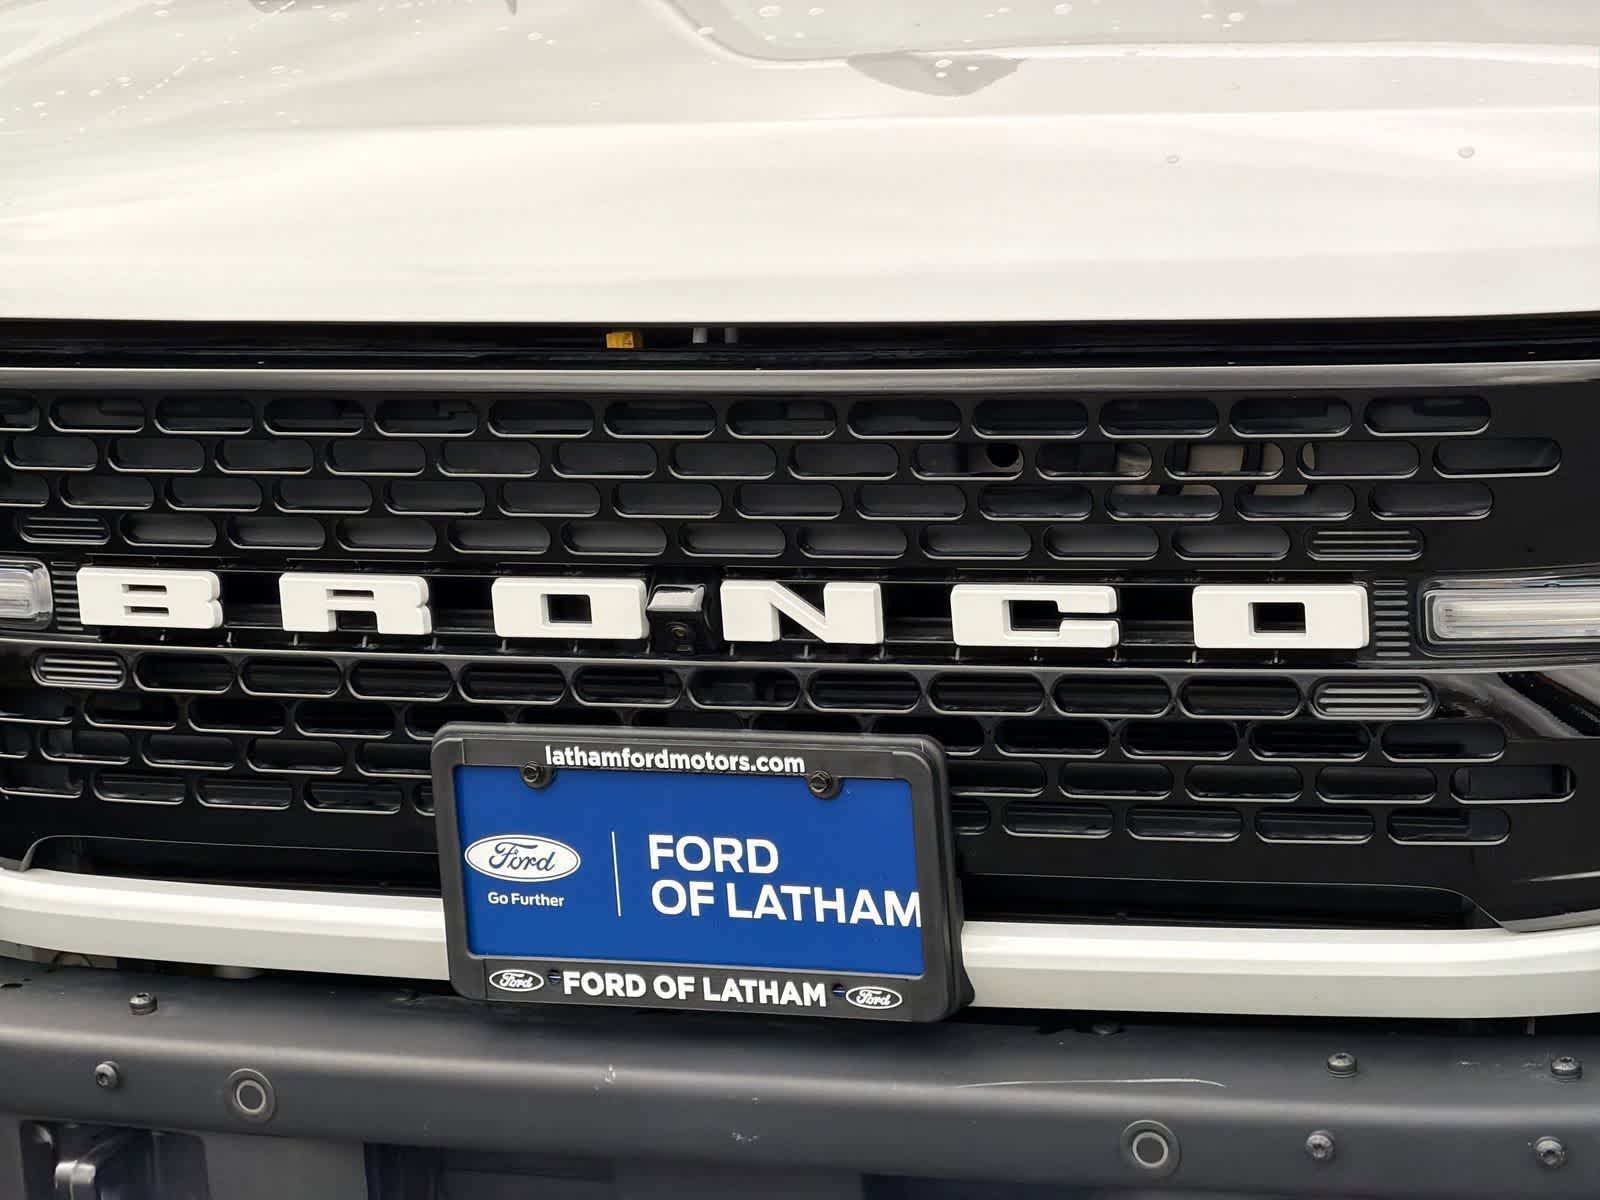 BRONCO
lathamfordmotors.com
Ford
Go Further
FORD
OF LATHAM
Ford FORD OF LATHAM Ford